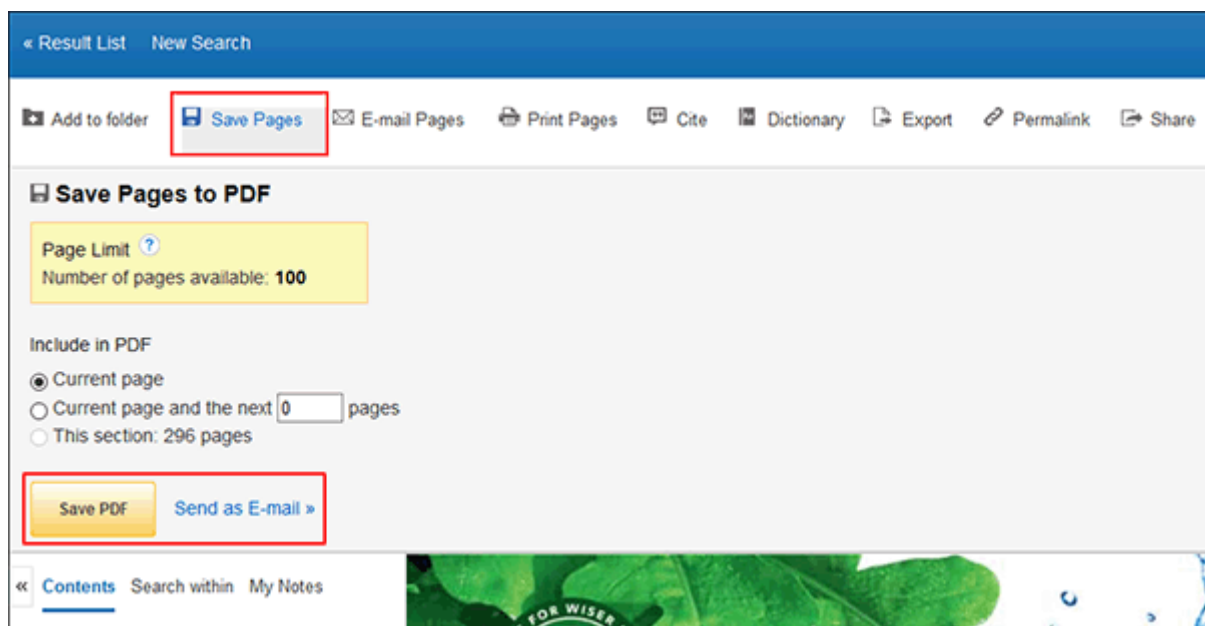 « Result List New Search
Add to folder Save Pages E-mail Pages Print Pages Cite Dictionary Export Permalink Share
Save Pages to PDF
Page Limit ?
Number of pages available: 100
Include in PDF
Current page
Current page and the next 0 pages
This section: 296 pages
Save PDF Send as E-mail »
« Contents Search within My Notes
FOR WISER